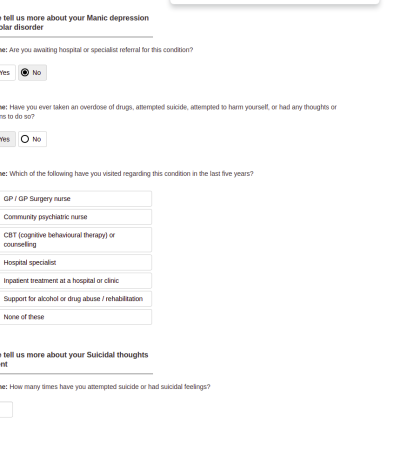 e tell us more about your Manic depression
olar disorder
ne: Are you awaiting hospital or specialist referral for this condition?
Yes No
ne: Have you ever taken an overdose of drugs, attempted suicide, attempted to harm yourself, or had any thoughts or
ns to do so?
Yes No
ne: Which of the following have you visited regarding this condition in the last five years?
GP / GP Surgery nurse
Community psychiatric nurse
CBT (cognitive behavioural therapy) or
counselling
Hospital specialist
Inpatient treatment at a hospital or clinic
Support for alcohol or drug abuse / rehabilitation
None of these
e tell us more about your Suicidal thoughts
nt
ne: How many times have you attempted suicide or had suicidal feelings?